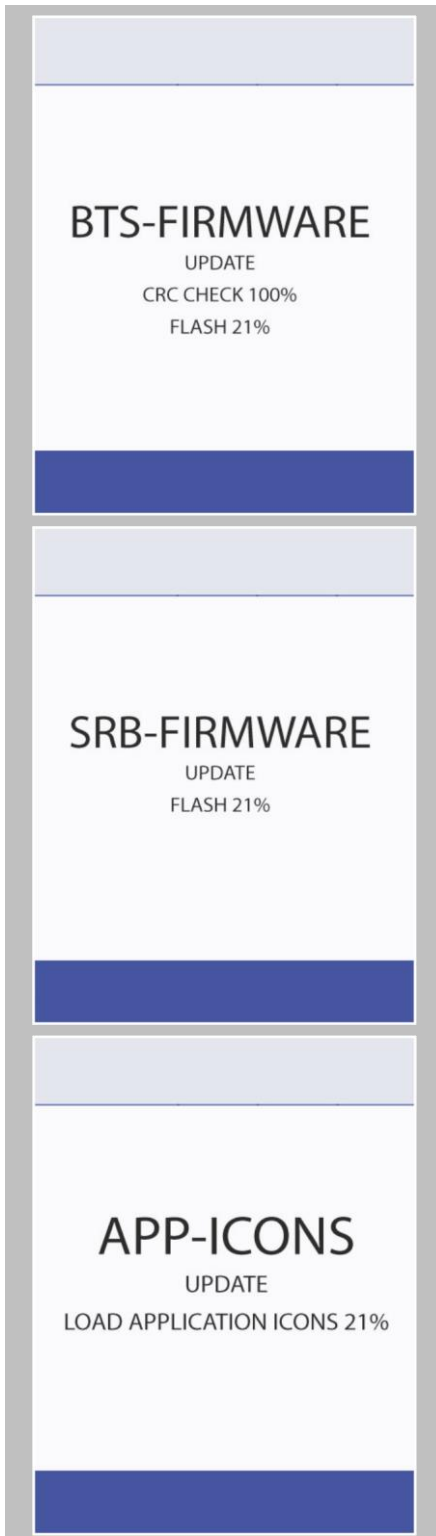 BTS-FIRMWARE
UPDATE
CRC CHECK 100%
FLASH 21%
SRB-FIRMWARE
UPDATE
FLASH 21%
APP-ICONS
UPDATE
LOAD APPLICATION ICONS 21%